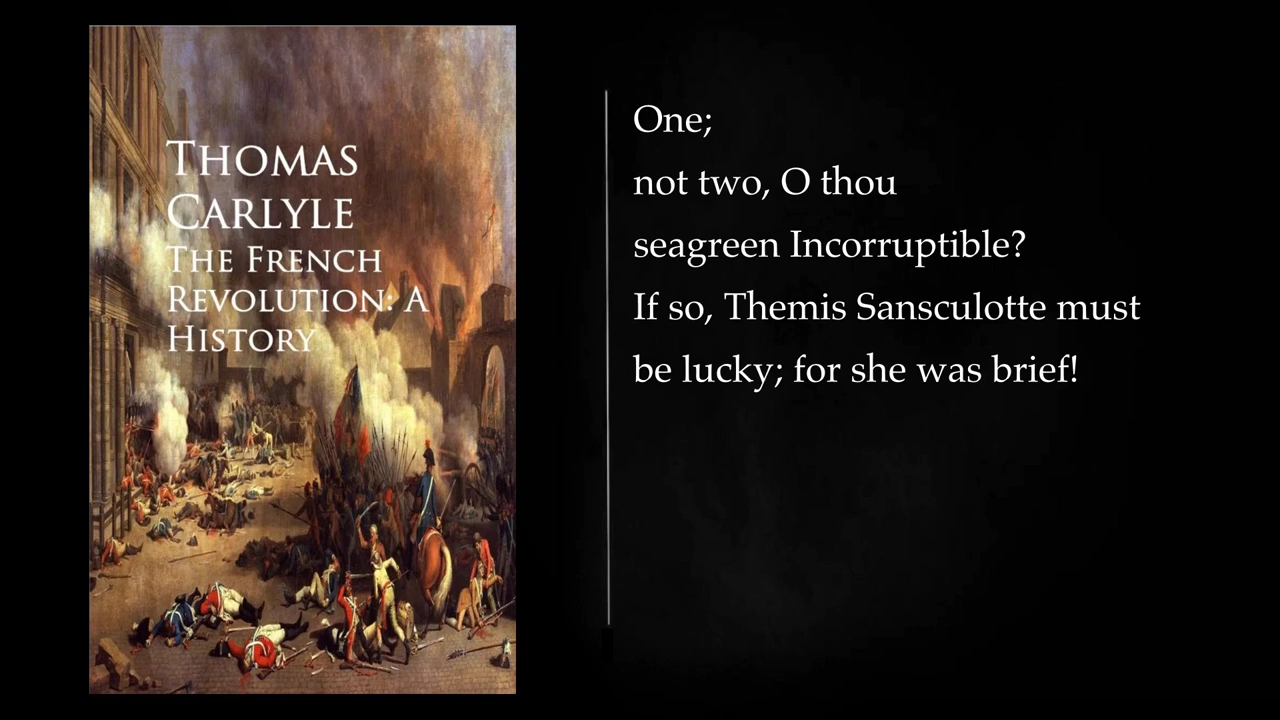 THOMAS
CARLYLE
THE FRENCH
REVOLUTION: A
HISTORY
One;
not two, O thou
seagreen Incorruptible?
If so, Themis Sansculotte must
be lucky; for she was brief!